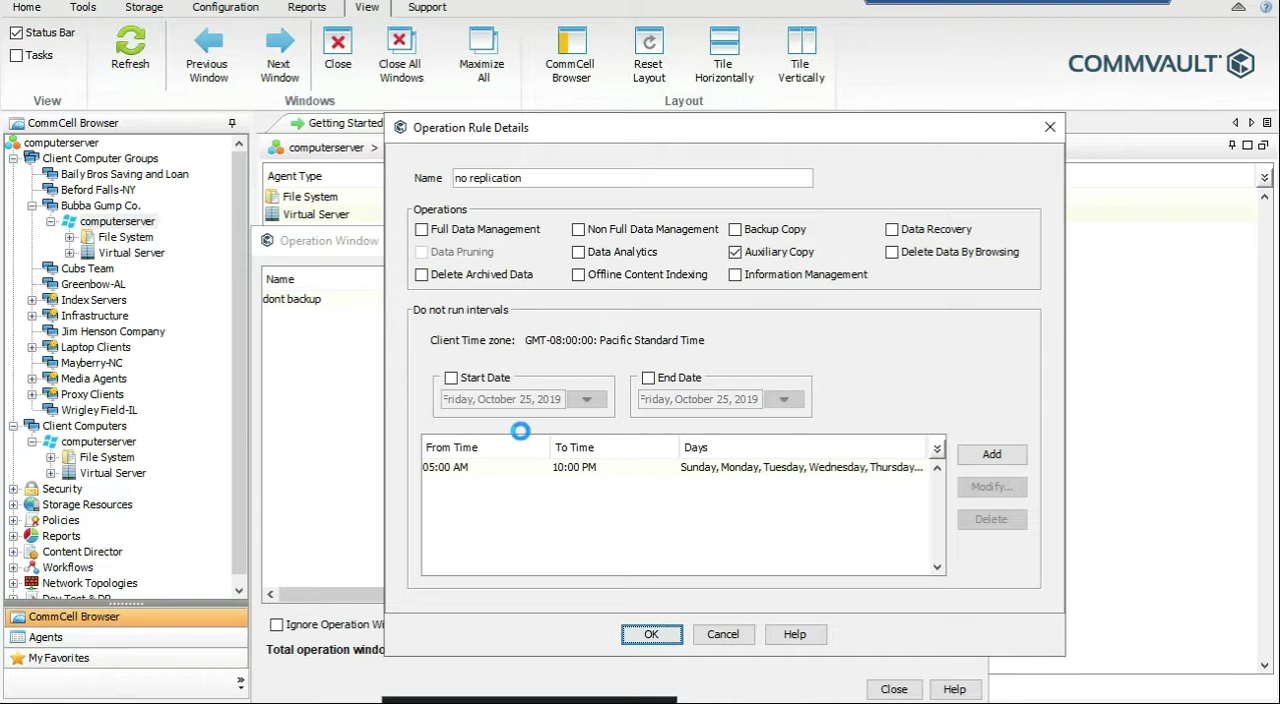 Home Tools Storage Configuration Reports View Support
Status Bar
Tasks
Refresh
Previous Window
Next Window
Close
Close All Windows
Maximize All
CommCell Browser
Reset Layout
Tile Horizontally
Tile Vertically
COMMVAULT
View Windows Layout
CommCell Browser
computerserver
Client Computer Groups
Baily Bros Saving and Loan
Beford Falls-NY
Bubba Gump Co.
computerserver
File System
Virtual Server
Cubs Team
Greenbow-AL
Index Servers
Infrastructure
Jim Henson Company
Laptop Clients
Mayberry-NC
Media Agents
Proxy Clients
Wrigley Field-IL
Client Computers
computerserver
File System
Virtual Server
Security
Storage Resources
Policies
Reports
Content Director
Workflows
Network Topologies
CommCell Browser
Agents
My Favorites
Getting Started
computerserver >
Agent Type
File System
Virtual Server
Operation Window
Name
dont backup
Ignore Operation Wi
Total operation windo
Close Help
Operation Rule Details
Name no replication
Operations
Full Data Management Non Full Data Management Backup Copy Data Recovery
Data Pruning Data Analytics Auxiliary Copy Delete Data By Browsing
Delete Archived Data Offline Content Indexing Information Management
Do not run intervals
Client Time zone: GMT-08:00:00: Pacific Standard Time
Start Date End Date
Friday, October 25, 2019 Friday, October 25, 2019
From Time To Time Days
05:00 AM 10:00 PM Sunday, Monday, Tuesday, Wednesday, Thursday...
Add
Modify...
Delete
OK Cancel Help